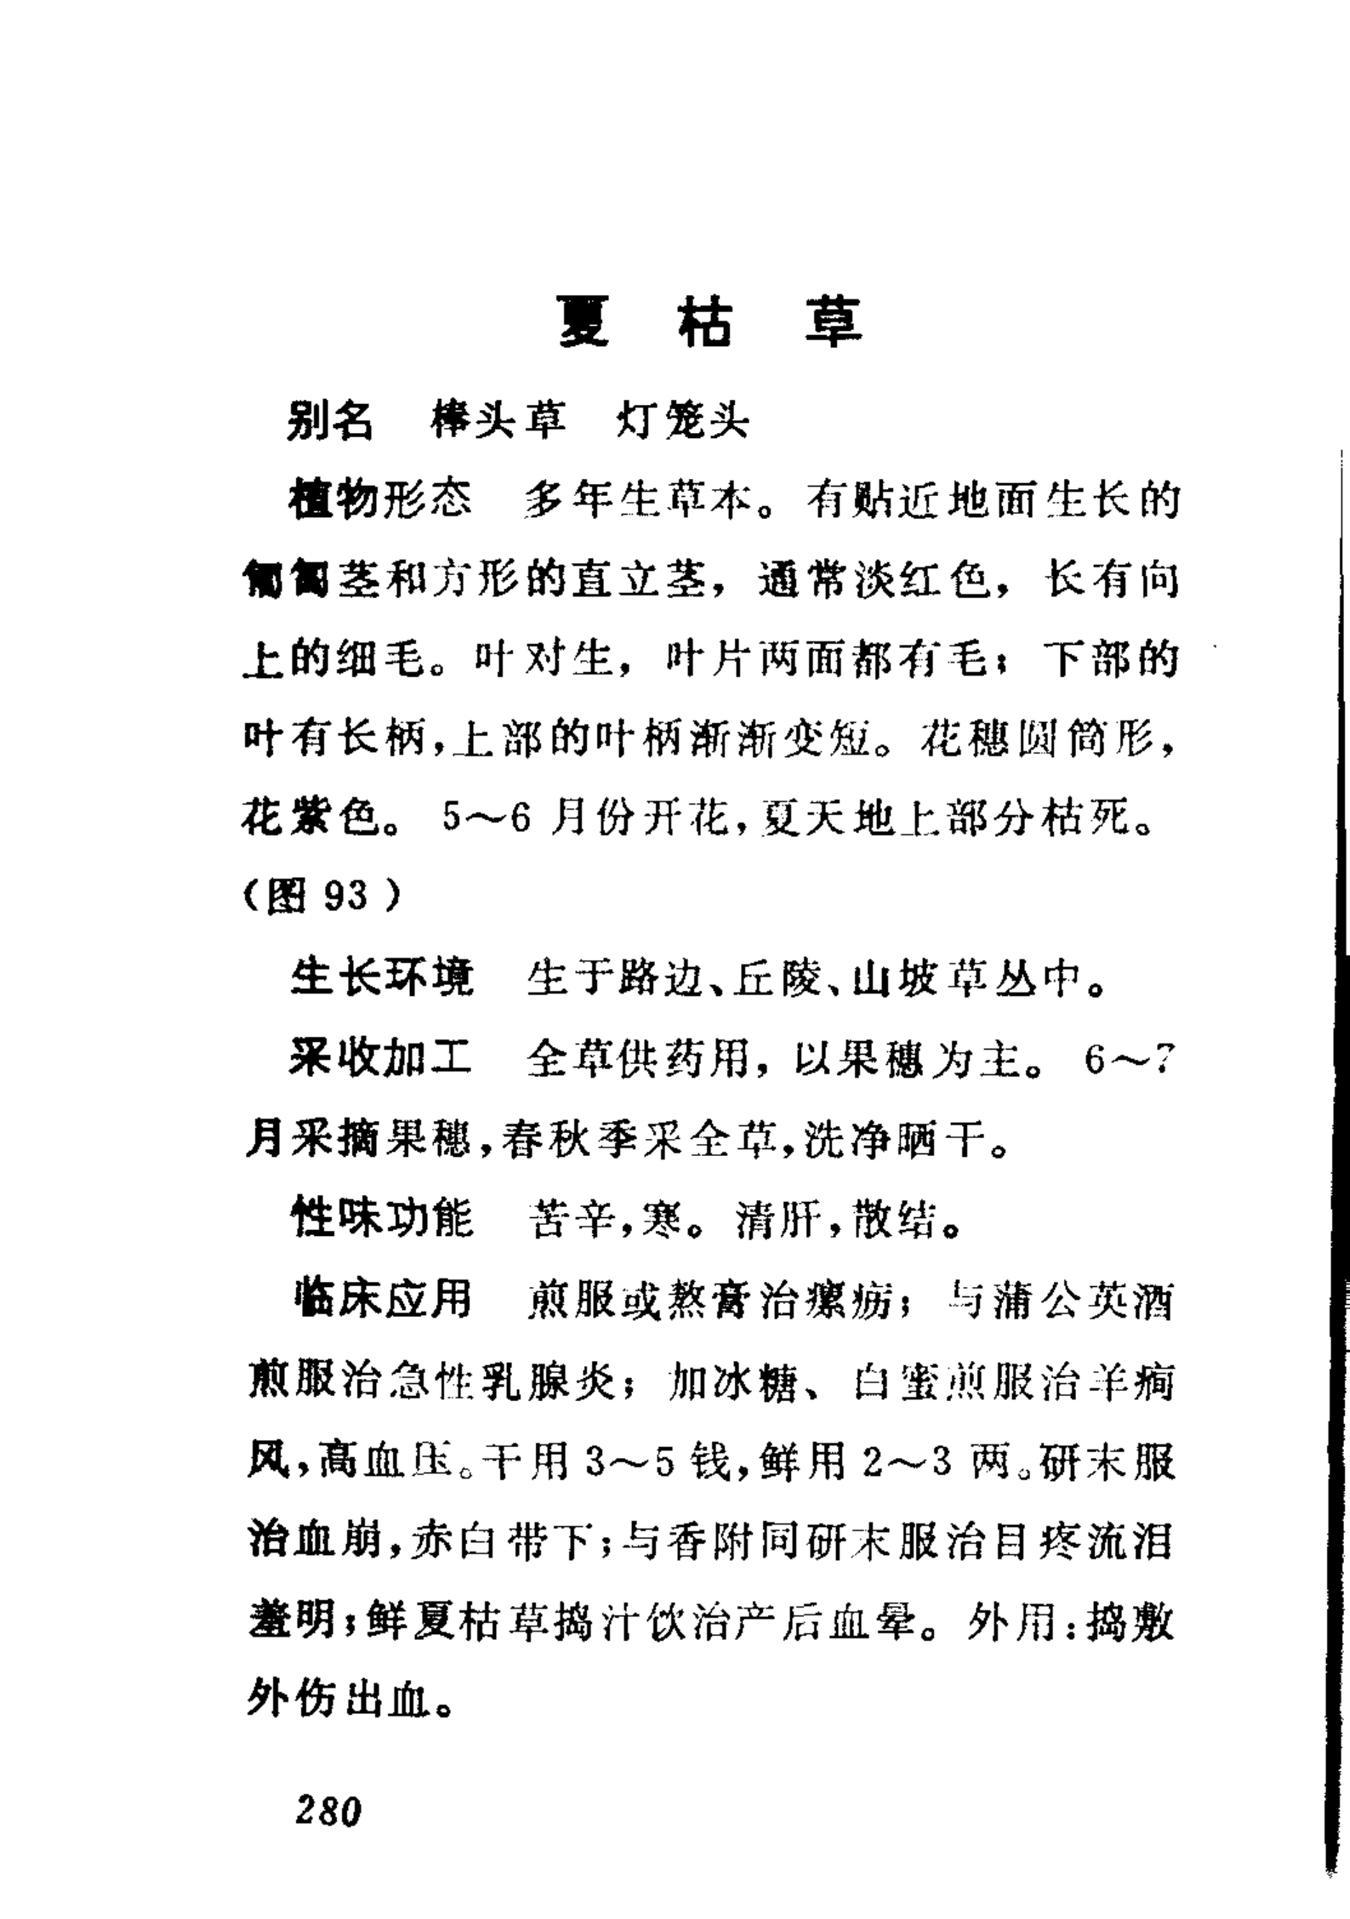 夏枯草
别名 棒头草 灯笼头
植物形态 多年生草本。有贴近地面生长的
匍匐茎和方形的直立茎，通常淡红色，长有向
上的细毛。叶对生，叶片两面都有毛；下部的
叶有长柄，上部的叶柄渐渐变短。花穗圆筒形，
花紫色。 5～6 月份开花，夏天地上部分枯死。
（图 93 ）
生长环境 生于路边、丘陵、山坡草丛中。
采收加工 全草供药用，以果穗为主。 6～7
月采摘果穗，春秋季采全草，洗净晒干。
性味功能 苦辛，寒。清肝，散结。
临床应用 煎服或熬膏治瘰疬；与蒲公英酒
煎服治急性乳腺炎；加冰糖、白蜜煎服治羊痫
风，高血压。干用 3～5 钱，鲜用 2～3 两。研末服
治血崩，赤白带下；与香附同研末服治目疼流泪
羞明；鲜夏枯草捣汁饮治产后血晕。外用：捣敷
外伤出血。
280